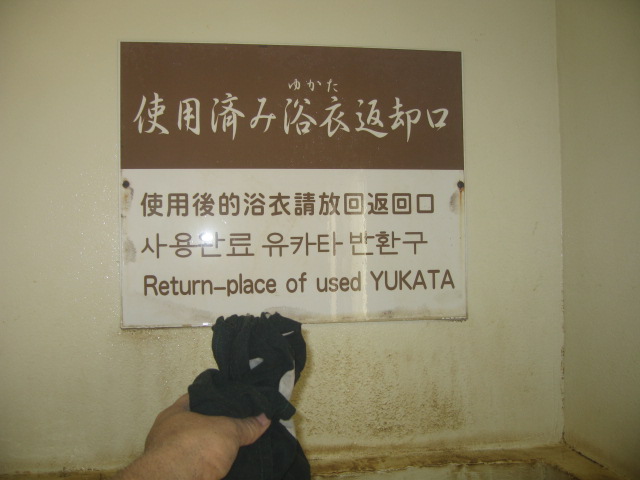 ゆかた
使用済み浴衣返却口
使用後的浴衣請放回返回口
사용완료 유카타 반환구
Return-place of used YUKATA